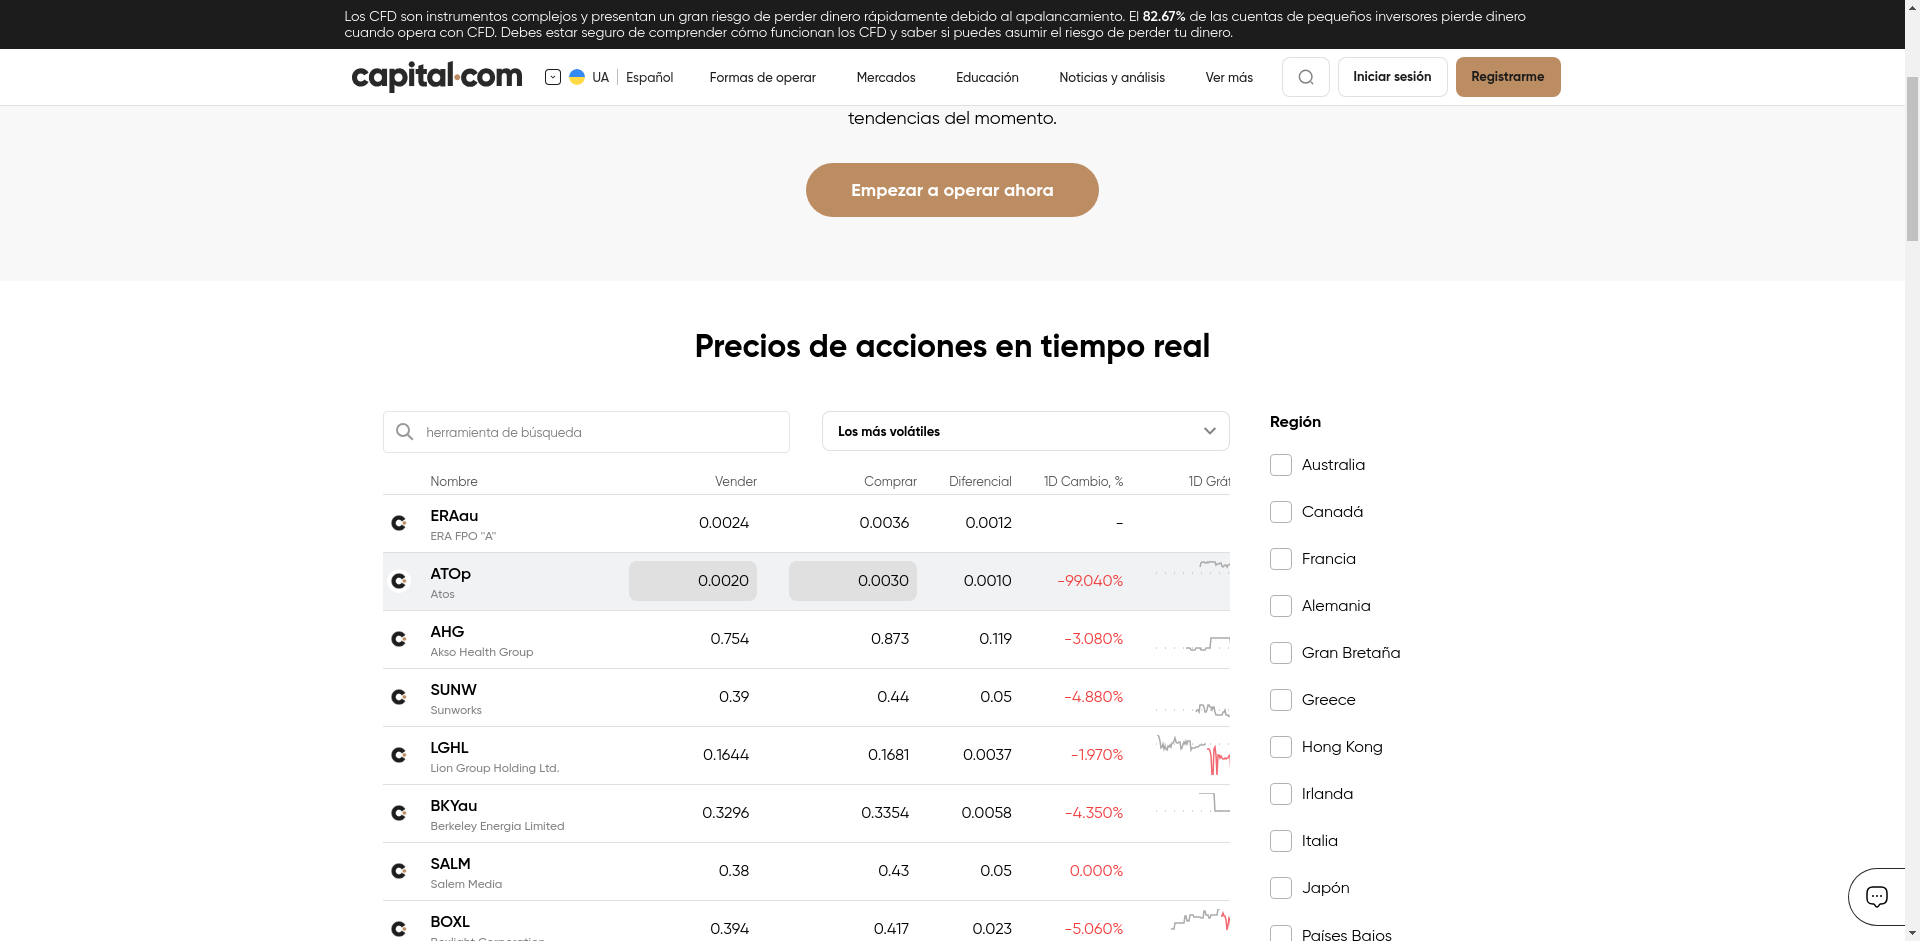 Los CFD son instrumentos complejos y presentan un gran riesgo de perder dinero rápidamente debido al apalancamiento. El 82.67% de las cuentas de pequeños inversores pierde dinero
cuando opera con CFD. Debes estar seguro de comprender cómo funcionan los CFD y saber si puedes asumir el riesgo de perder tu dinero.
capital.com UA Español Formas de operar Mercados Educación Noticias y análisis Ver más Iniciar sesión Registrarme
tendencias del momento.
Empezar a operar ahora
Precios de acciones en tiempo real
herramienta de búsqueda Los más volátiles
Nombre Vender Comprar Diferencial 1D Cambio, %
ERAau 0.0024 0.0036 0.0012 -
ERA FPO "A"
ATOp 0.0020 0.0030 0.0010 -99.040%
Atos
AHG 0.754 0.873 0.119 -3.080%
Akso Health Group
SUNW 0.39 0.44 0.05 -4.880%
Sunworks
LGHL 0.1644 0.1681 0.0037 -1.970%
Lion Group Holding Ltd.
BKYau 0.3296 0.3354 0.0058 -4.350%
Berkeley Energia Limited
SALM 0.38 0.43 0.05 0.000%
Salem Media
BOXL 0.394 0.417 0.023 -5.060%
Región
Australia
Canadá
Francia
Alemania
Gran Bretaña
Greece
Hong Kong
Irlanda
Italia
Japón
Países Bajos